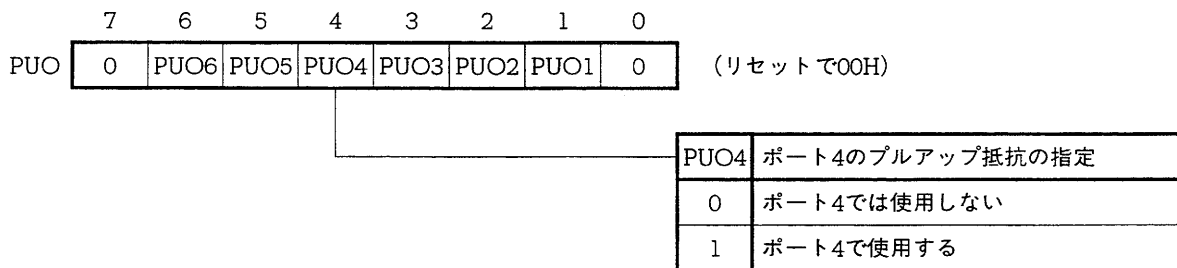 7 6 5 4 3 2 1 0
PUO 0 PUO6 PUO5 PUO4 PUO3 PUO2 PUO1 0 (リセットで00H)
PUO4 ポート4のプルアップ抵抗の指定
0 ポート4では使用しない
1 ポート4で使用する